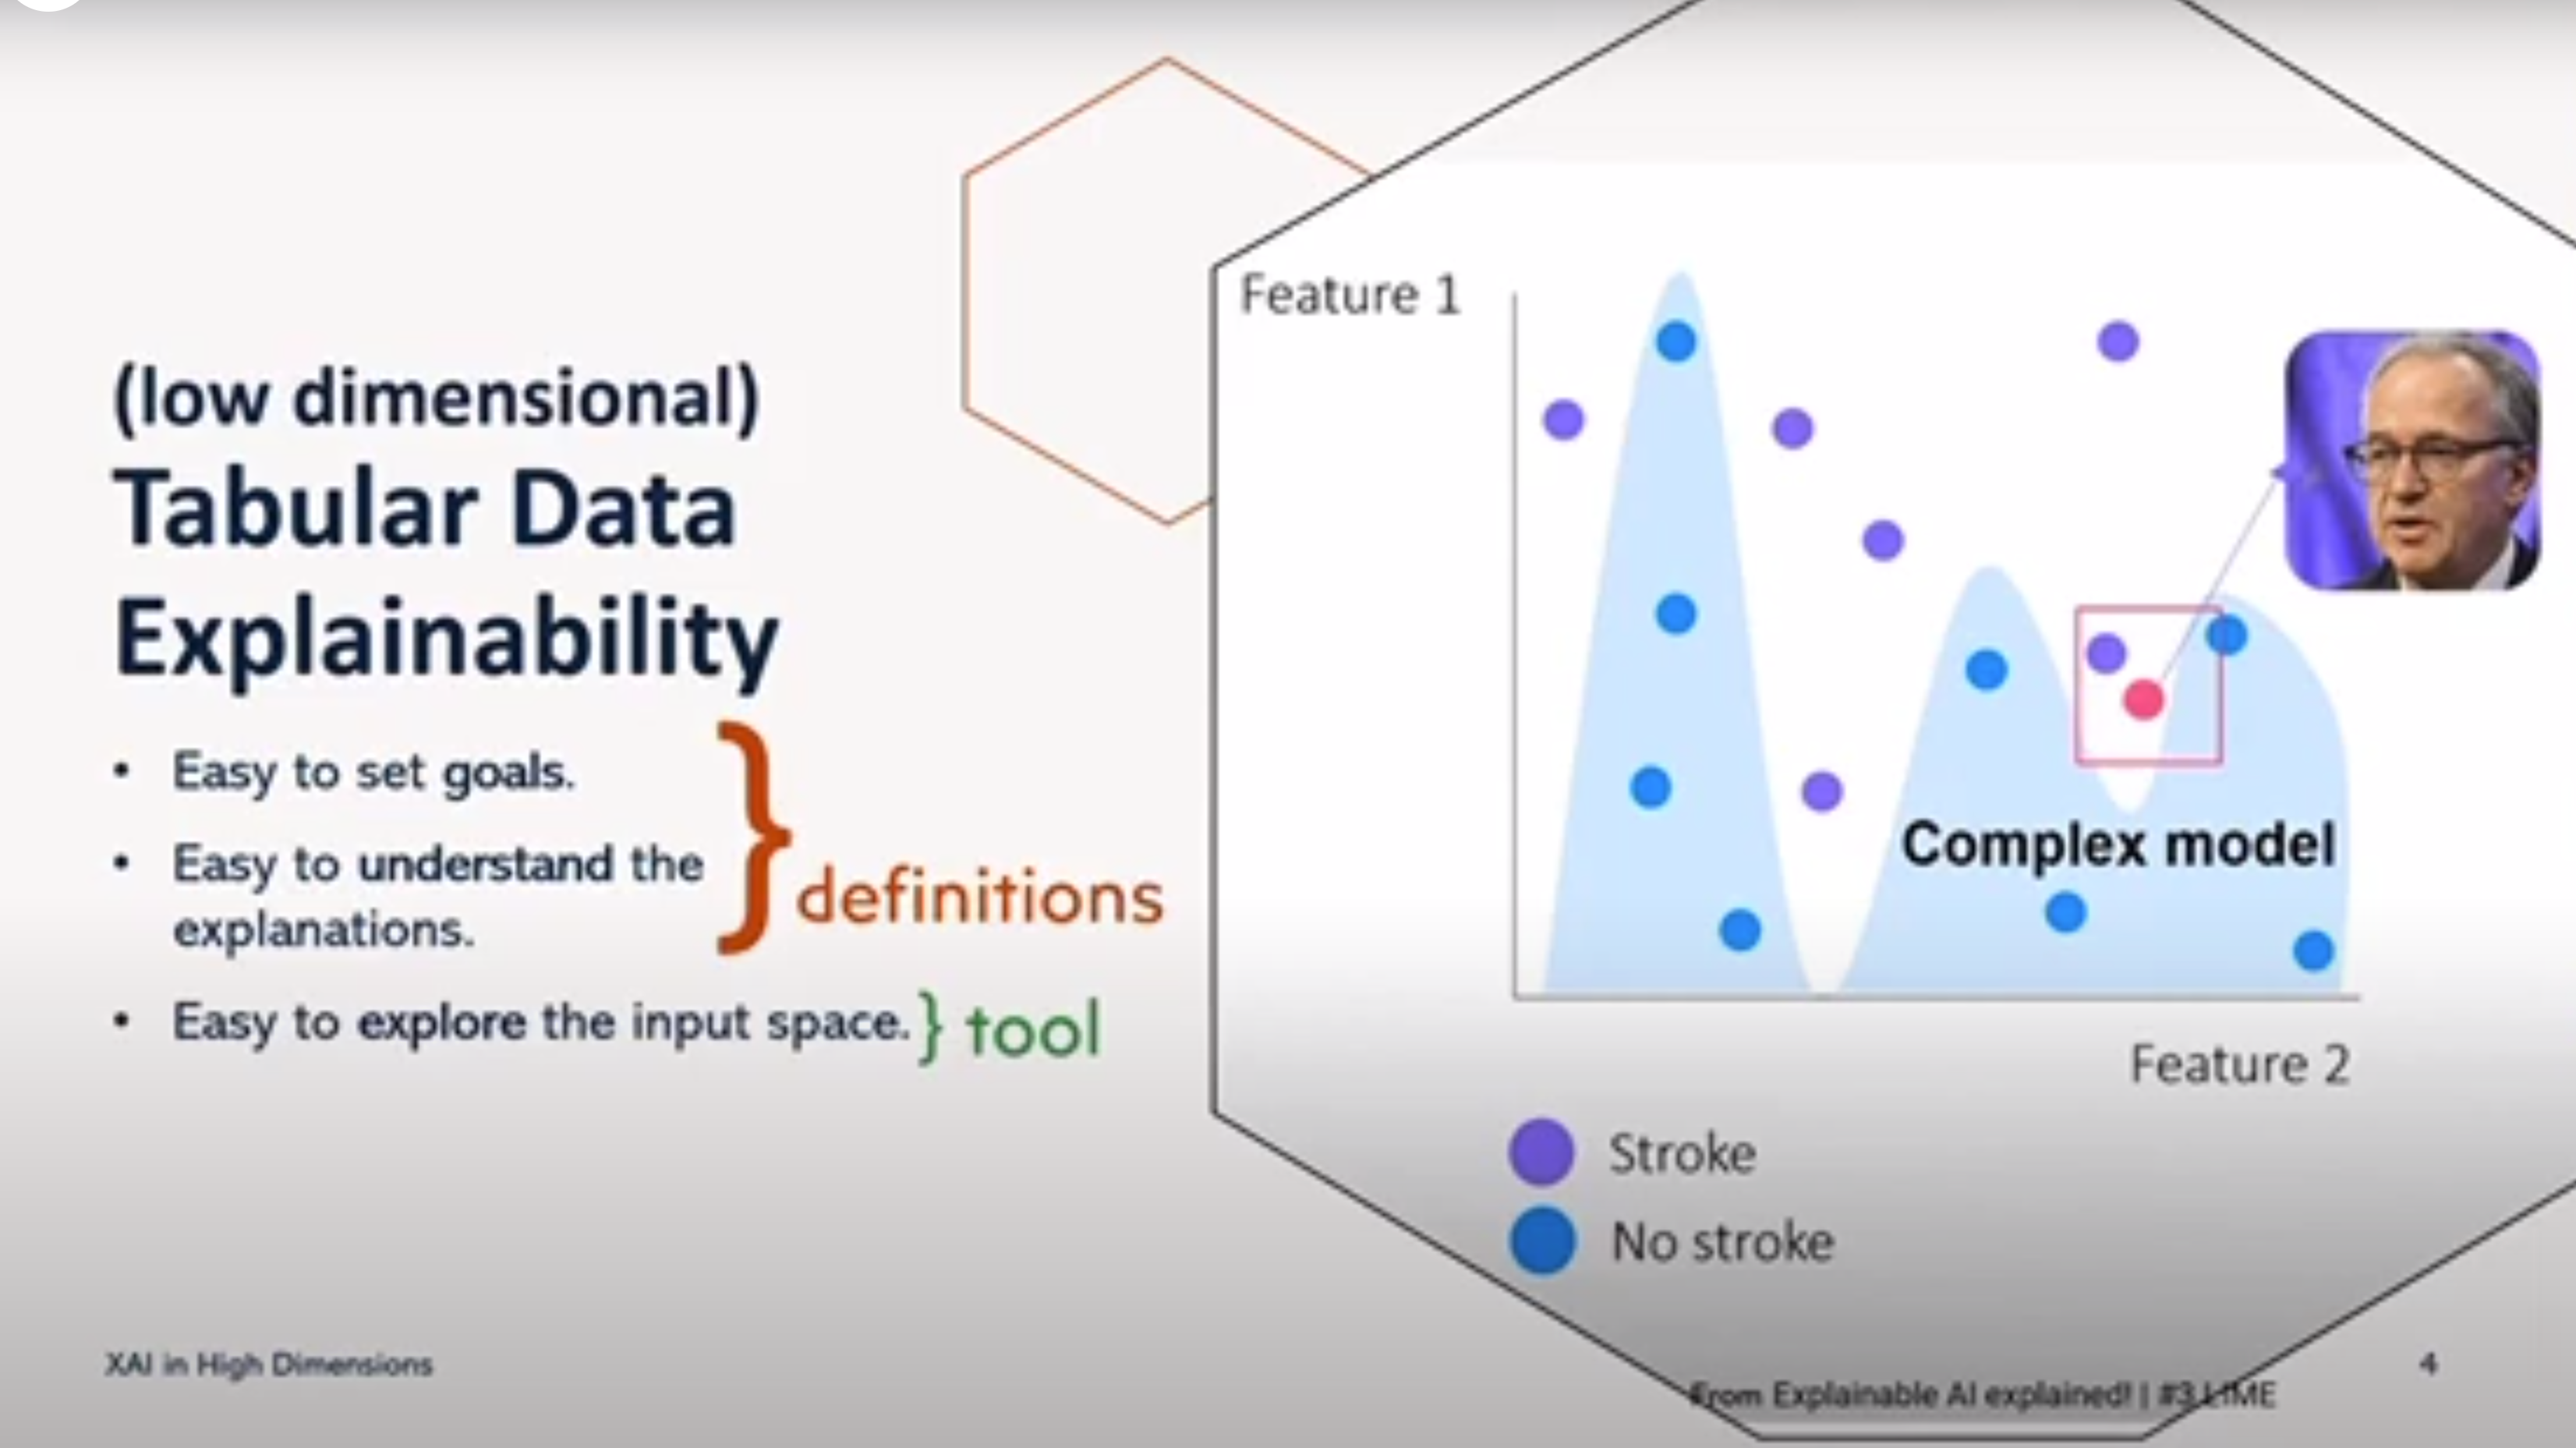 (low dimensional)
Tabular Data
Explainability
• Easy to set goals.
• Easy to understand the
explanations.
} definitions
• Easy to explore the input space.
} tool
XAI in High Dimensions
Feature 1
Complex model
Feature 2
Stroke
No stroke
From Explainable AI explained! | #3 LIME
4